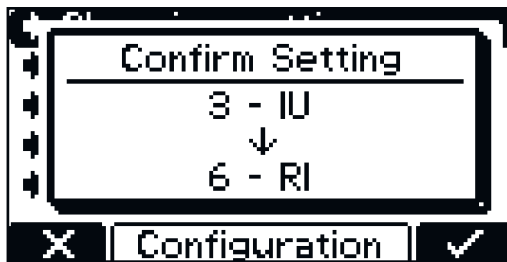 Confirm Setting
3 - IU
↓
6 - RI
X Configuration ✓